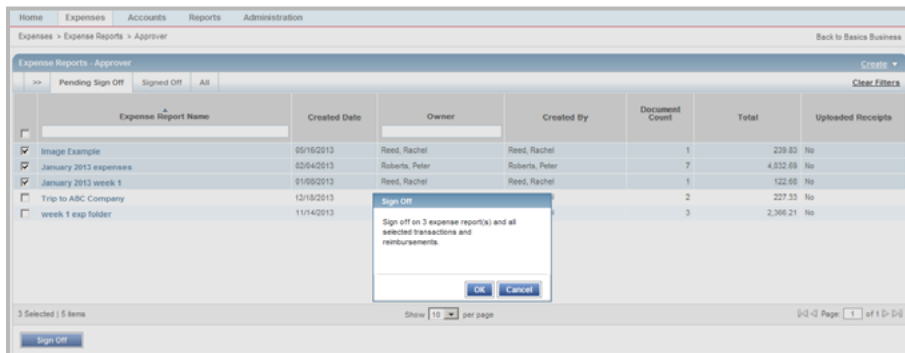 Home Expenses Accounts Reports Administration
Expenses > Expense Reports > Approver Back to Basics Business
Expense Reports - Approver Create
>> Pending Sign Off Signed Off All Clear Filters
Expense Report Name Created Date Owner Created By Document Count Total Uploaded Receipts
Image Example 05/16/2013 Reed, Rachel Reed, Rachel 1 239.83 No
January 2013 expenses 02/04/2013 Roberts, Peter Roberts, Peter 7 4,032.69 No
January 2013 week 1 01/08/2013 Reed, Rachel Reed, Rachel 1 122.68 No
Trip to ABC Company 12/18/2013 2 227.33 No
week 1 exp folder 11/14/2013 3 2,366.21 No
Sign Off
Sign off on 3 expense report(s) and all
selected transactions and
reimbursements.
OK Cancel
3 Selected | 5 items Show 10 per page Page: 1 of 1
Sign Off